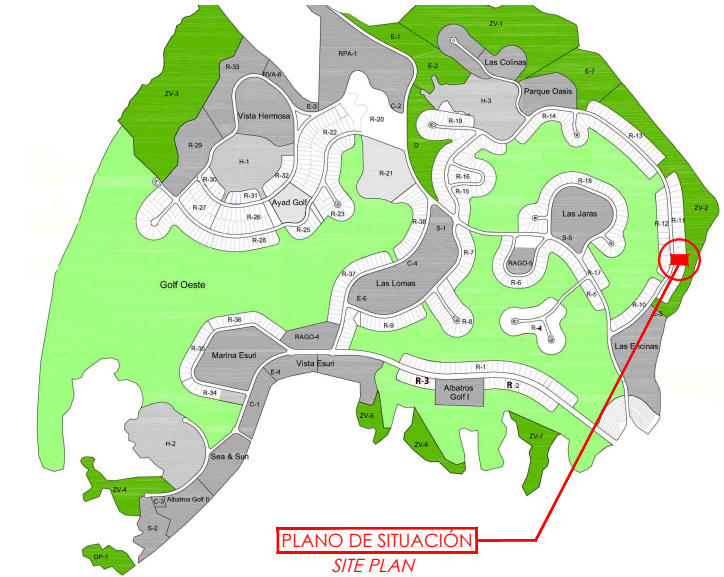 ZV-1
E-1
RPA-1
E-2
Las Colinas
R-33
RVA-6
E-7
ZV-3
Parque Oasis
H-3
E-3
C-2
Vista Hermosa
R-20
R-14
R-19
R-22
R-13
R-29
D
H-1
R-21
R-32
R-16
R-30
R-18
R-15
R-31
Ayad Golf
R-27
R-26
R-23
Las Jaras
ZV-2
R-38
R-11
R-12
S-1
R-25
R-28
S-5
R-7
C-4
RAGO-5
R-37
R-17
Golf Oeste
Las Lomas
R-6
R-5
E-6
R-10
R-36
R-9
R-8
R-4
RAGO-4
R-35
Las Encinas
Marina Esuri
Vista Esuri
R-1
E-4
R-3
R-2
Albatros
Golf I
R-34
C-1
ZV-5
H-2
ZV-6
ZV-7
Sea & Sun
ZV-4
C-3
Albatros Golf II
S-2
DP-1
PLANO DE SITUACIÓN
SITE PLAN